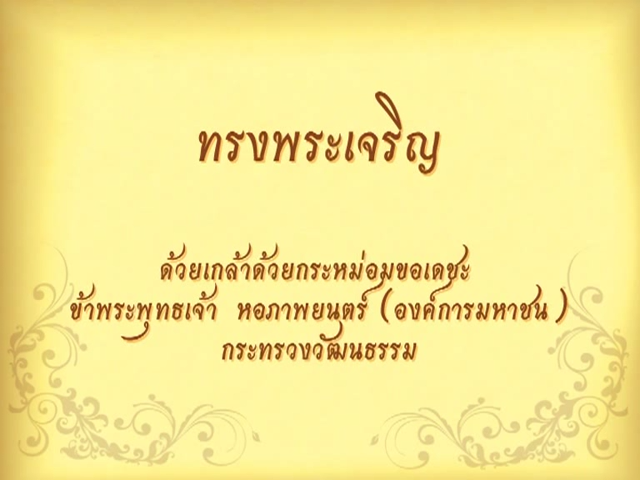 ทรงพระเจริญ
ด้วยเกล้าด้วยกระหม่อมขอเดชะ
ข้าพระพุทธเจ้า หอภาพยนตร์ (องค์การมหาชน )
กระทรวงวัฒนธรรม